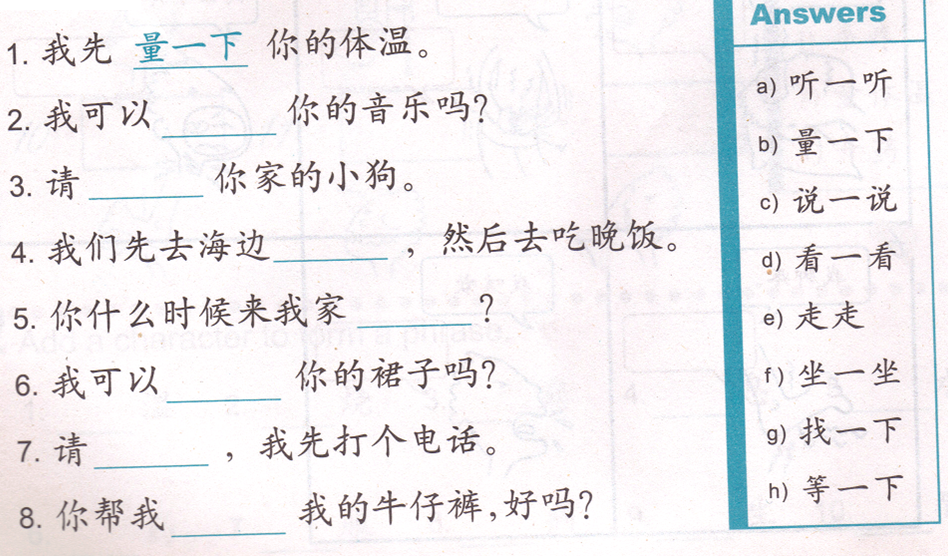 1. 我先 量一下 你的体温。
2. 我可以 ______ 你的音乐吗?
3. 请 ______ 你家的小狗。
4. 我们先去海边______ ，然后去吃晚饭。
5. 你什么时候来我家 ______?
6. 我可以 ______ 你的裙子吗?
7. 请 ______ ，我先打个电话。
8. 你帮我 ______ 我的牛仔裤,好吗?
Answers
a) 听一听
b) 量一下
c) 说一说
d) 看一看
e) 走走
f) 坐一坐
g) 找一下
h) 等一下